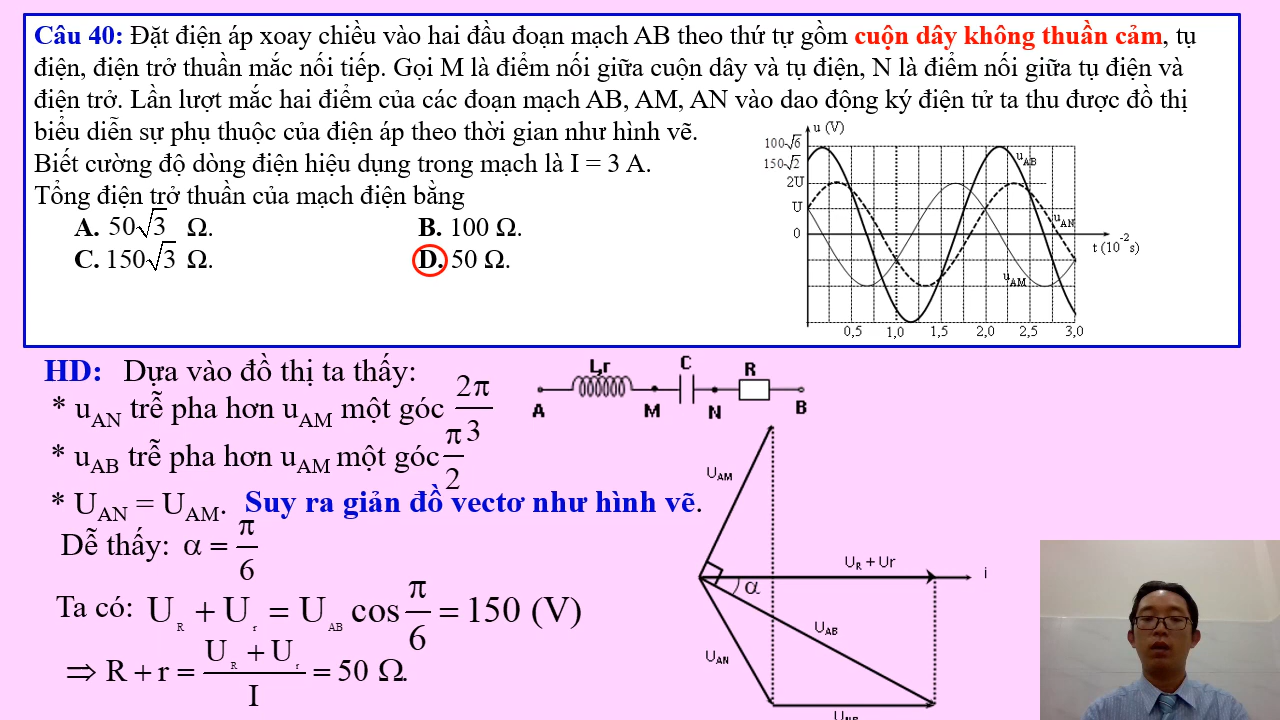 Câu 40: Đặt điện áp xoay chiều vào hai đầu đoạn mạch AB theo thứ tự gồm cuộn dây không thuần cảm, tụ
điện, điện trở thuần mắc nối tiếp. Gọi M là điểm nối giữa cuộn dây và tụ điện, N là điểm nối giữa tụ điện và
điện trở. Lần lượt mắc hai điểm của các đoạn mạch AB, AM, AN vào dao động ký điện tử ta thu được đồ thị
biểu diễn sự phụ thuộc của điện áp theo thời gian như hình vẽ.
Biết cường độ dòng điện hiệu dụng trong mạch là I = 3 A.
Tổng điện trở thuần của mạch điện bằng
A. 50√3 Ω. B. 100 Ω.
C. 150√3 Ω. D. 50 Ω.
u (V)
100√6
150√2
2U
U
0
u_AB
u_AN
u_AM
t (10^-2 s)
0,5 1,0 1,5 2,0 2,5 3,0
HD: Dựa vào đồ thị ta thấy:
* u_AN trễ pha hơn u_AM một góc 2π/3
* u_AB trễ pha hơn u_AM một góc π/2
* U_AN = U_AM. Suy ra giản đồ vectơ như hình vẽ.
Dễ thấy: α = π/6
Ta có: U_R + U_r = U_AB cos π/6 = 150 (V)
⇒ R + r = (U_R + U_r)/I = 50 Ω.
L,r C R
A M N B
U_AM
U_R + Ur
i
α
U_AB
U_AN